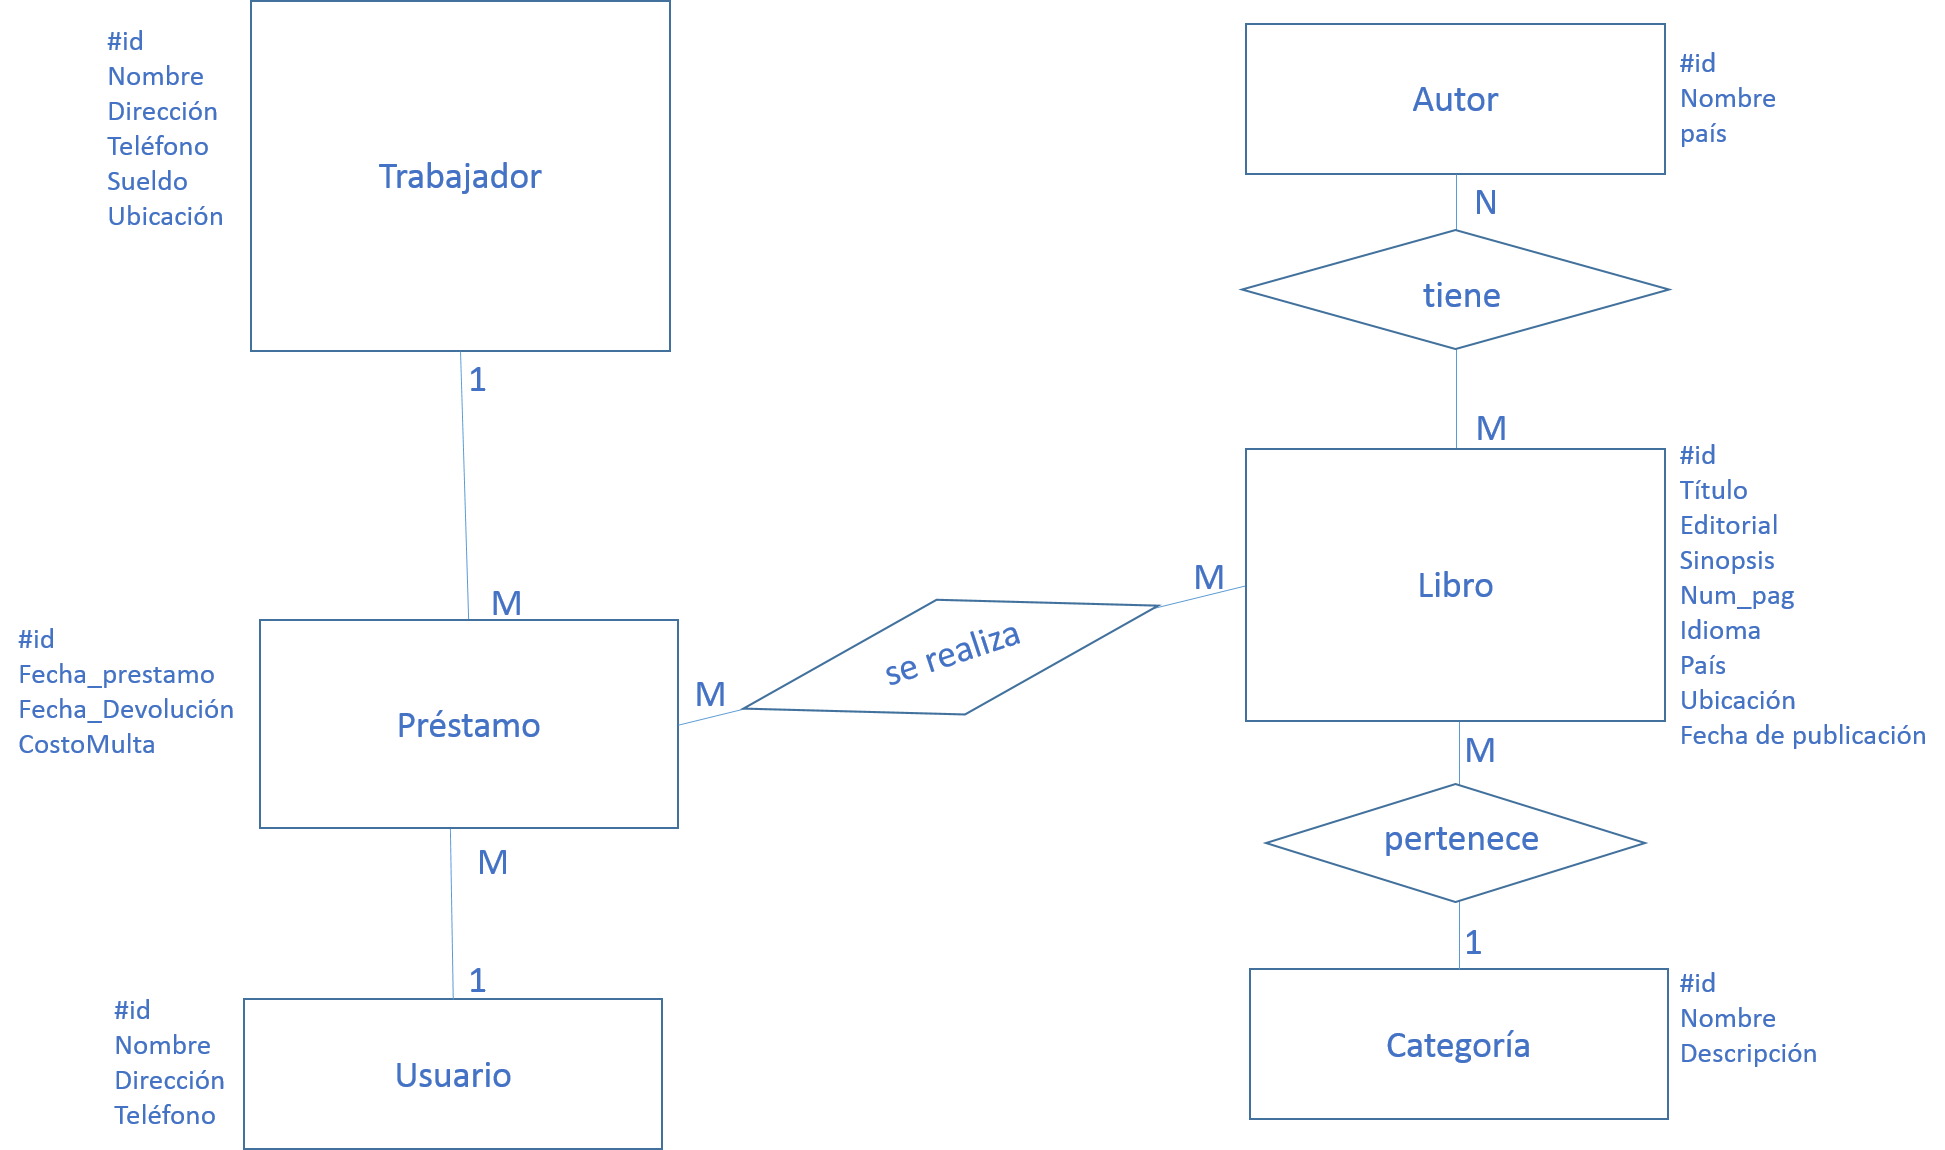 #id
Nombre
Dirección
Teléfono
Sueldo
Ubicación
Trabajador
1
M
#id
Fecha_prestamo
Fecha_Devolución
CostoMulta
Préstamo
M
1
#id
Nombre
Dirección
Teléfono
Usuario
M
se realiza
M
Autor
#id
Nombre
país
N
tiene
M
Libro
#id
Título
Editorial
Sinopsis
Num_pag
Idioma
País
Ubicación
Fecha de publicación
M
pertenece
1
Categoría
#id
Nombre
Descripción